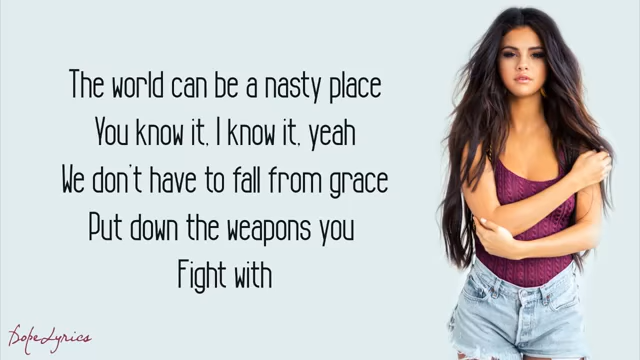 The world can be a nasty place
You know it, I know it, yeah
We don't have to fall from grace
Put down the weapons you
Fight with
DopeLyrics